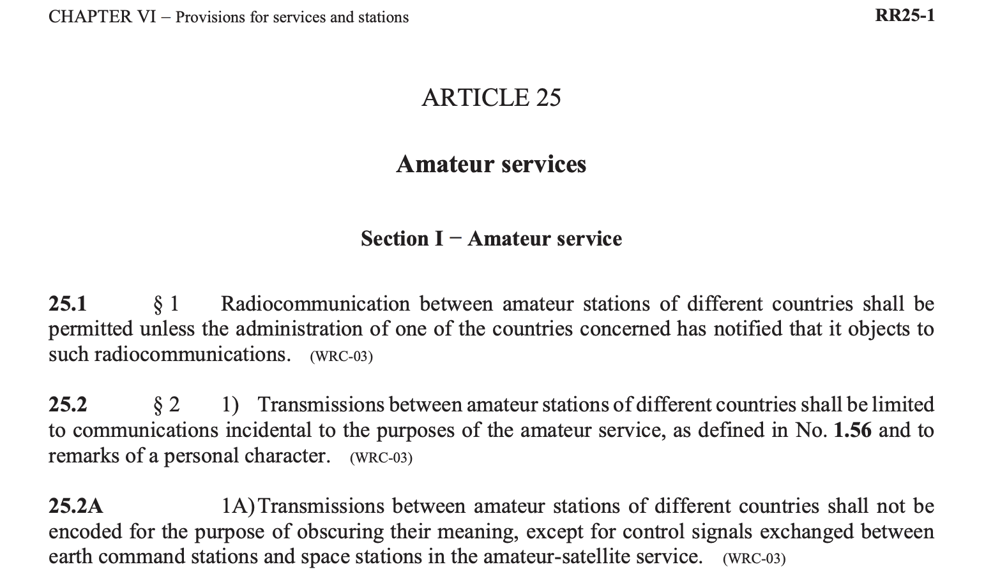 CHAPTER VI – Provisions for services and stations RR25-1
ARTICLE 25
Amateur services
Section I − Amateur service
25.1 § 1 Radiocommunication between amateur stations of different countries shall be
permitted unless the administration of one of the countries concerned has notified that it objects to
such radiocommunications. (WRC-03)
25.2 § 2 1) Transmissions between amateur stations of different countries shall be limited
to communications incidental to the purposes of the amateur service, as defined in No. 1.56 and to
remarks of a personal character. (WRC-03)
25.2A 1A) Transmissions between amateur stations of different countries shall not be
encoded for the purpose of obscuring their meaning, except for control signals exchanged between
earth command stations and space stations in the amateur-satellite service. (WRC-03)